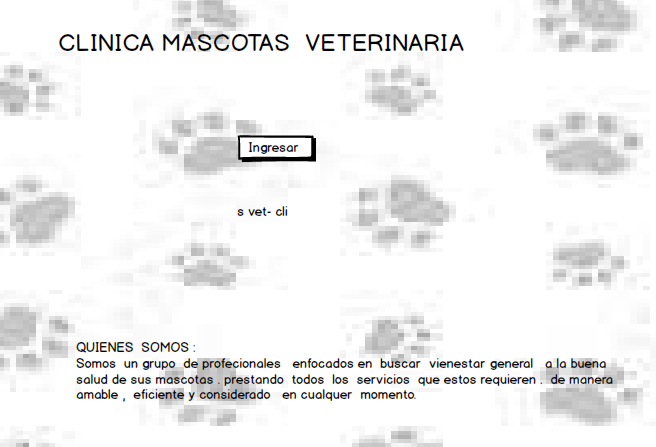 CLINICA MASCOTAS VETERINARIA
Ingresar
s vet- cli
QUIENES SOMOS :
Somos un grupo de profecionales enfocados en buscar vienestar general a la buena
salud de sus mascotas . prestando todos los servicios que estos requieren . de manera
amable , eficiente y considerado en cualquer momento.